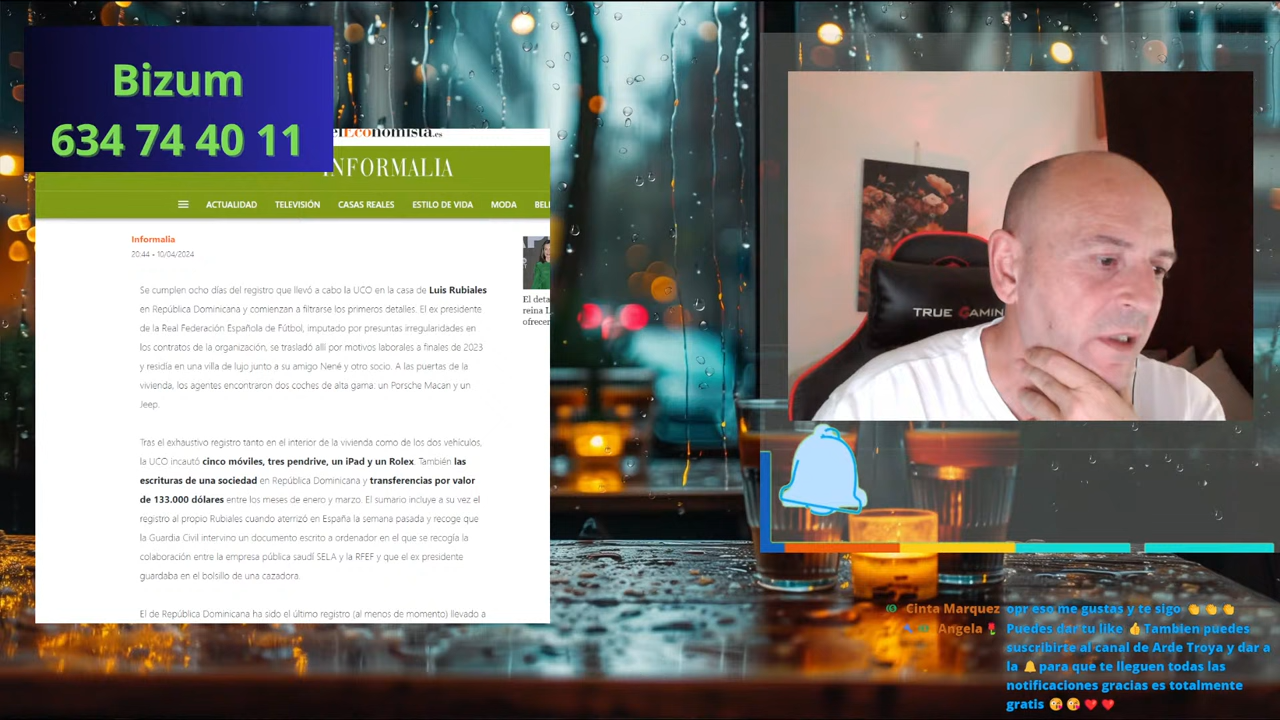 Bizum
634 74 40 11
elEconomista.es
INFORMALIA
ACTUALIDAD TELEVISIÓN CASAS REALES ESTILO DE VIDA MODA
Informalia
20:44 - 10/04/2024
Se cumplen ocho días del registro que llevó a cabo la UCO en la casa de Luis Rubiales
en República Dominicana y comienzan a filtrarse los primeros detalles. El ex presidente
de la Real Federación Española de Fútbol, imputado por presuntas irregularidades en
los contratos de la organización, se trasladó allí por motivos laborales a finales de 2023
y residía en una villa de lujo junto a su amigo Nené y otro socio. A las puertas de la
vivienda, los agentes encontraron dos coches de alta gama: un Porsche Macan y un
Jeep.
Tras el exhaustivo registro tanto en el interior de la vivienda como de los dos vehículos,
la UCO incautó cinco móviles, tres pendrive, un iPad y un Rolex. También las
escrituras de una sociedad en República Dominicana y transferencias por valor
de 133.000 dólares entre los meses de enero y marzo. El sumario incluye a su vez el
registro al propio Rubiales cuando aterrizó en España la semana pasada y recoge que
la Guardia Civil intervino un documento escrito a ordenador en el que se recogía la
colaboración entre la empresa pública saudí SELA y la RFEF y que el ex presidente
guardaba en el bolsillo de una cazadora.
El de República Dominicana ha sido el último registro (al menos de momento) llevado a
El deta
reina L
ofrecer
TRUE GAMIN
Cinta Marquez opr eso me gustas y te sigo 👏👏👏
Angela🌹 Puedes dar tu like 👍Tambien puedes
suscribirte al canal de Arde Troya y dar a
la 🔔para que te lleguen todas las
notificaciones gracias es totalmente
gratis 😘😘❤️❤️